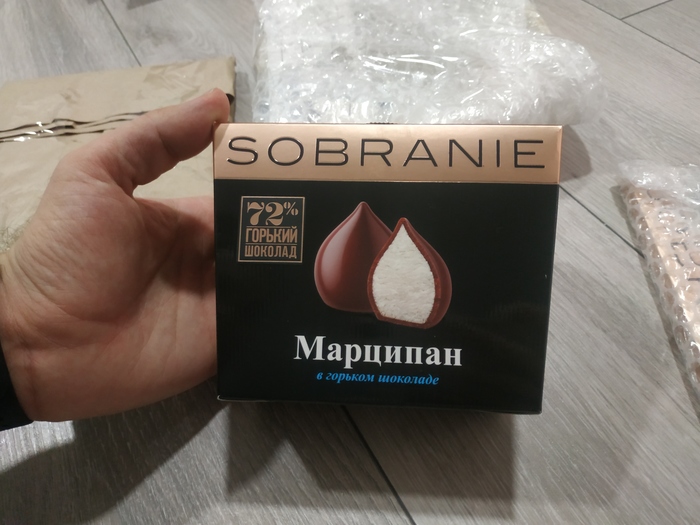 SOBRANIE
72%
ГОРЬКИЙ
ШОКОЛАД
Марципан
в горьком шоколаде